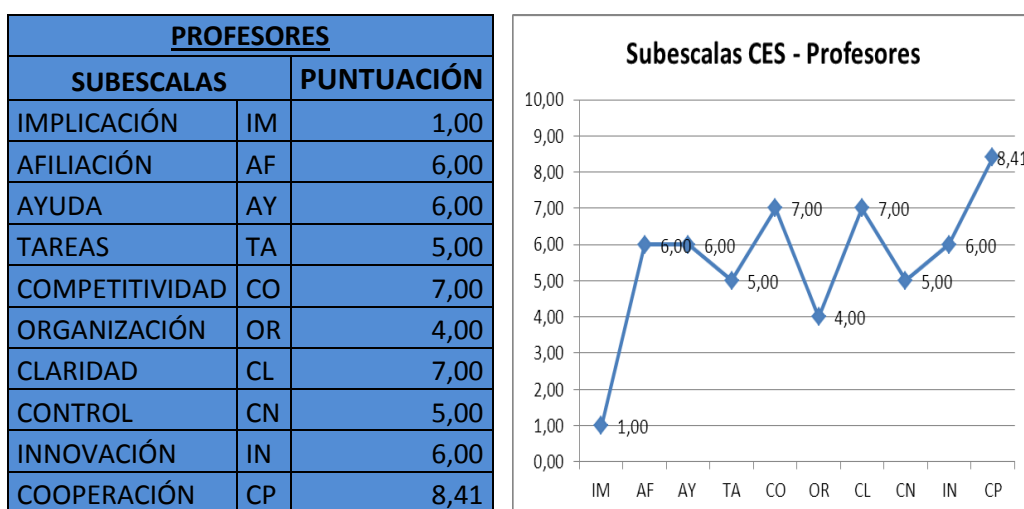 PROFESORES
SUBESCALAS PUNTUACIÓN
IMPLICACIÓN IM 1,00
AFILIACIÓN AF 6,00
AYUDA AY 6,00
TAREAS TA 5,00
COMPETITIVIDAD CO 7,00
ORGANIZACIÓN OR 4,00
CLARIDAD CL 7,00
CONTROL CN 5,00
INNOVACIÓN IN 6,00
COOPERACIÓN CP 8,41
Subescalas CES - Profesores
10,00
9,00
8,00
7,00
6,00
5,00
4,00
3,00
2,00
1,00
0,00
1,00
6,00
6,00
5,00
7,00
4,00
7,00
5,00
6,00
8,41
IM AF AY TA CO OR CL CN IN CP